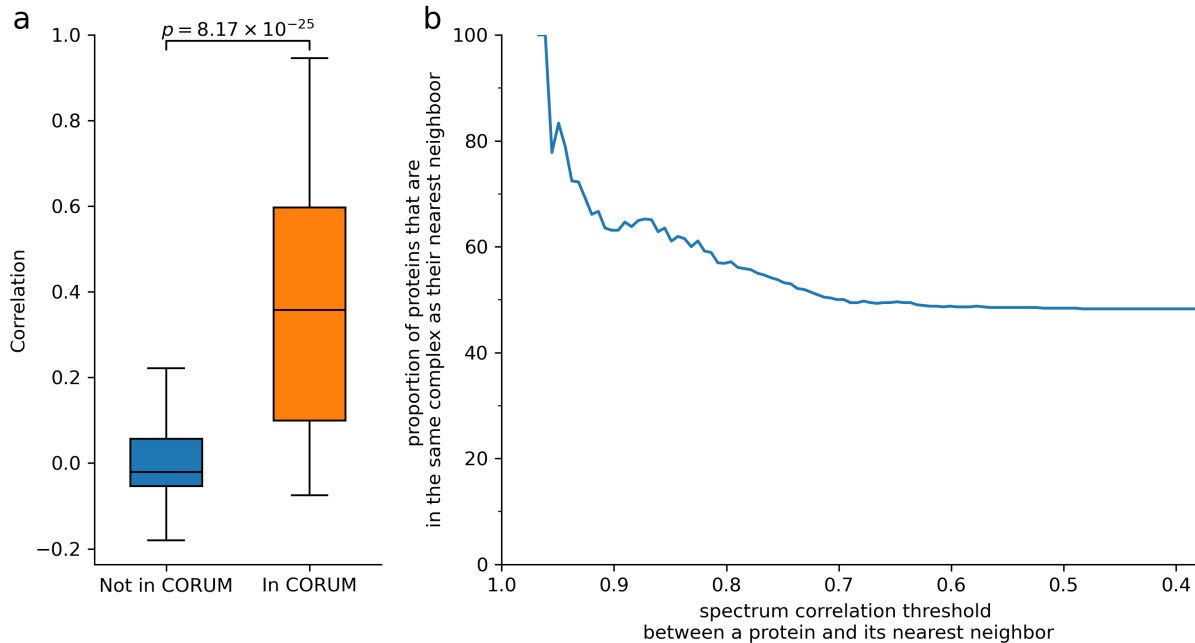 a
p = 8.17 × 10⁻²⁵
1.0
0.8
0.6
0.4
0.2
0.0
−0.2
Correlation
Not in CORUM
In CORUM
b
100
80
60
40
20
0
proportion of proteins that are
in the same complex as their nearest neighboor
1.0
0.9
0.8
0.7
0.6
0.5
0.4
spectrum correlation threshold
between a protein and its nearest neighbor